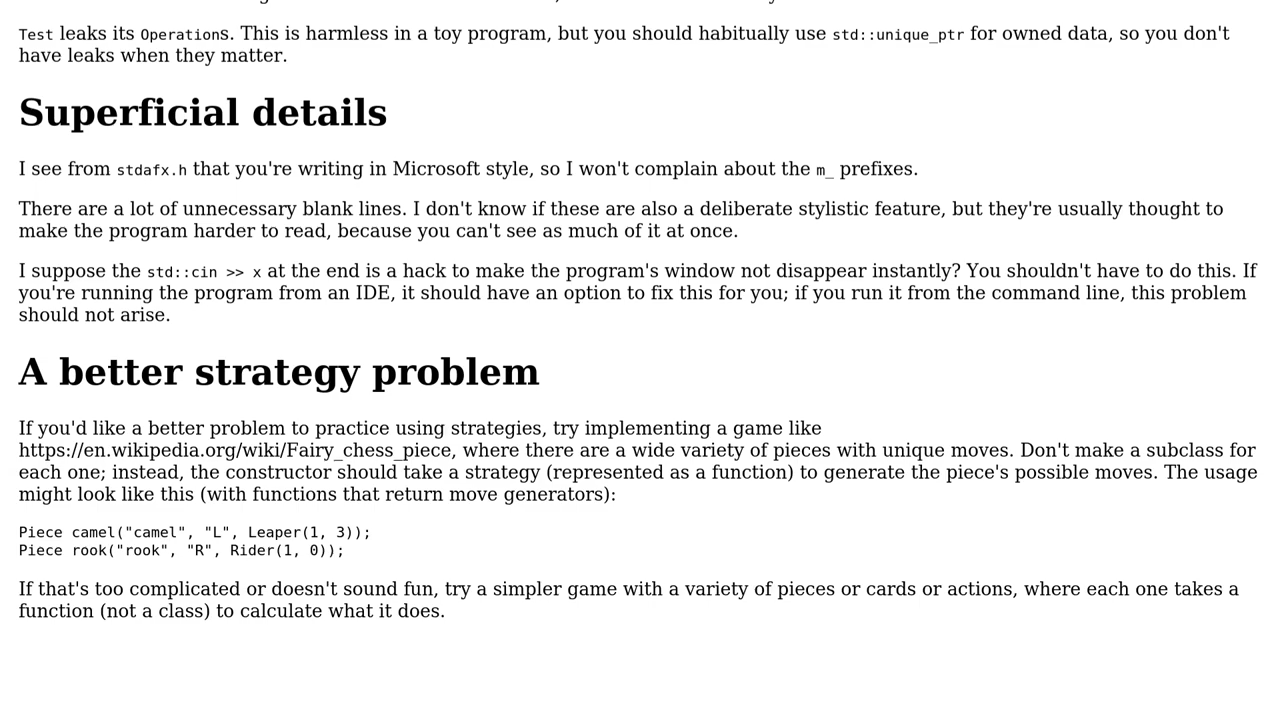 Test leaks its Operations. This is harmless in a toy program, but you should habitually use std::unique_ptr for owned data, so you don't
have leaks when they matter.
Superficial details
I see from stdafx.h that you're writing in Microsoft style, so I won't complain about the m_ prefixes.
There are a lot of unnecessary blank lines. I don't know if these are also a deliberate stylistic feature, but they're usually thought to
make the program harder to read, because you can't see as much of it at once.
I suppose the std::cin >> x at the end is a hack to make the program's window not disappear instantly? You shouldn't have to do this. If
you're running the program from an IDE, it should have an option to fix this for you; if you run it from the command line, this problem
should not arise.
A better strategy problem
If you'd like a better problem to practice using strategies, try implementing a game like
https://en.wikipedia.org/wiki/Fairy_chess_piece, where there are a wide variety of pieces with unique moves. Don't make a subclass for
each one; instead, the constructor should take a strategy (represented as a function) to generate the piece's possible moves. The usage
might look like this (with functions that return move generators):
Piece camel("camel", "L", Leaper(1, 3));
Piece rook("rook", "R", Rider(1, 0));
If that's too complicated or doesn't sound fun, try a simpler game with a variety of pieces or cards or actions, where each one takes a
function (not a class) to calculate what it does.